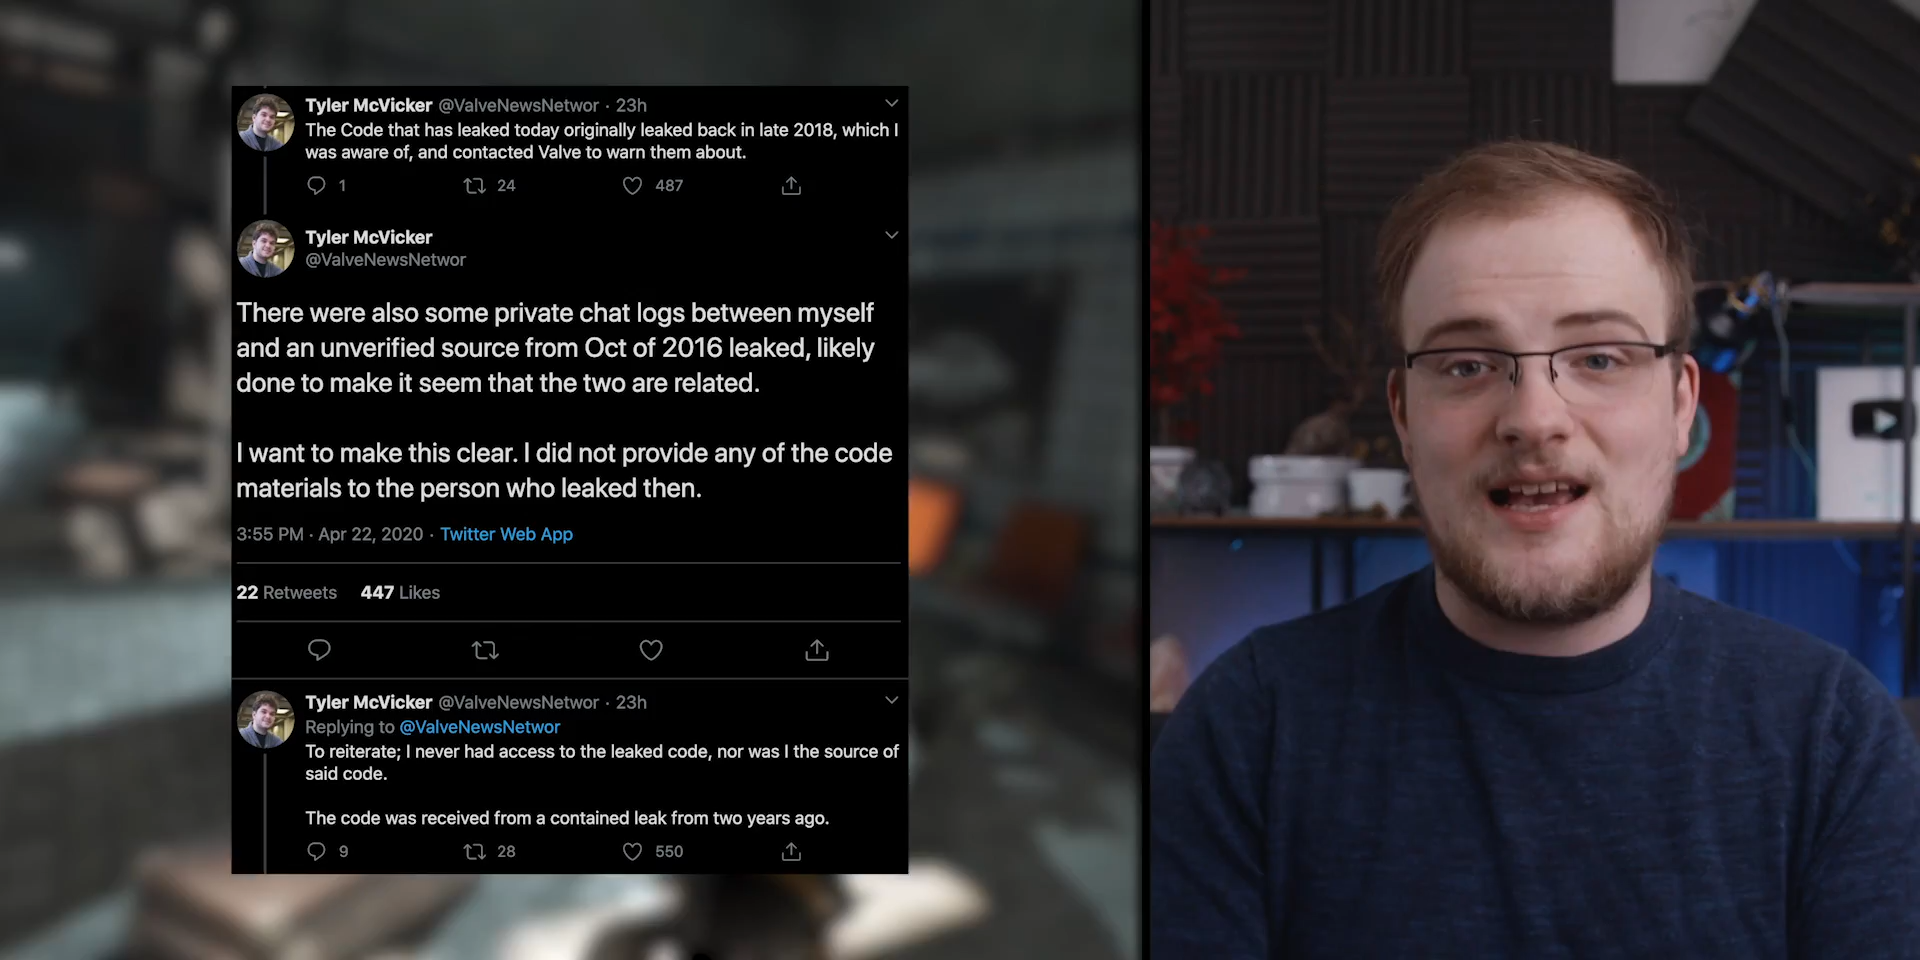 Tyler McVicker @ValveNewsNetwor · 23h
The Code that has leaked today originally leaked back in late 2018, which I
was aware of, and contacted Valve to warn them about.
1 24 487
Tyler McVicker
@ValveNewsNetwor
There were also some private chat logs between myself
and an unverified source from Oct of 2016 leaked, likely
done to make it seem that the two are related.
I want to make this clear. I did not provide any of the code
materials to the person who leaked then.
3:55 PM · Apr 22, 2020 · Twitter Web App
22 Retweets 447 Likes
Tyler McVicker @ValveNewsNetwor · 23h
Replying to @ValveNewsNetwor
To reiterate; I never had access to the leaked code, nor was I the source of
said code.
The code was received from a contained leak from two years ago.
9 28 550